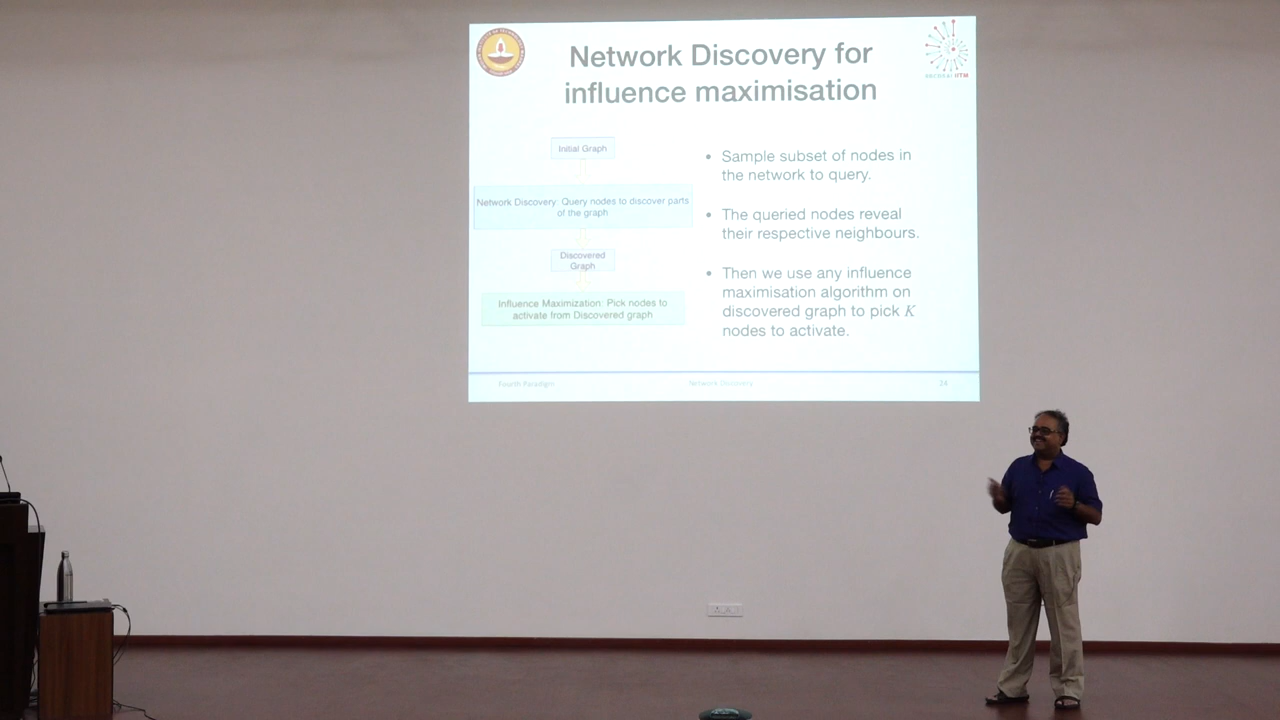 Network Discovery for
influence maximisation
Initial Graph
Network Discovery: Query nodes to discover parts
of the graph
Discovered
Graph
Influence Maximization: Pick nodes to
activate from Discovered graph
• Sample subset of nodes in
the network to query.
• The queried nodes reveal
their respective neighbours.
• Then we use any influence
maximisation algorithm on
discovered graph to pick K
nodes to activate.
Fourth Paradigm
Network Discovery
24
IITM